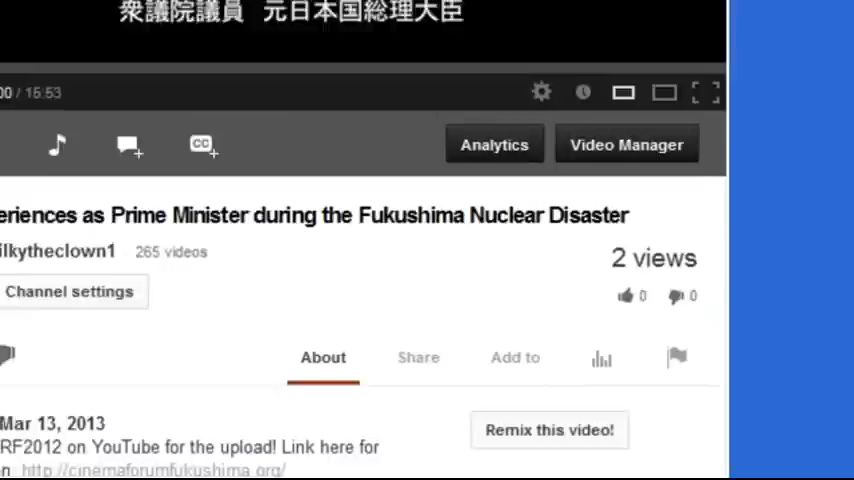 衆議院議員 元日本国総理大臣
00 / 15:53
CC
Analytics
Video Manager
eriences as Prime Minister during the Fukushima Nuclear Disaster
ilkytheclown1 265 videos
2 views
Channel settings
0 0
About Share Add to
Mar 13, 2013
Remix this video!
RF2012 on YouTube for the upload! Link here for
n http://cinemaforumfukushima.org/